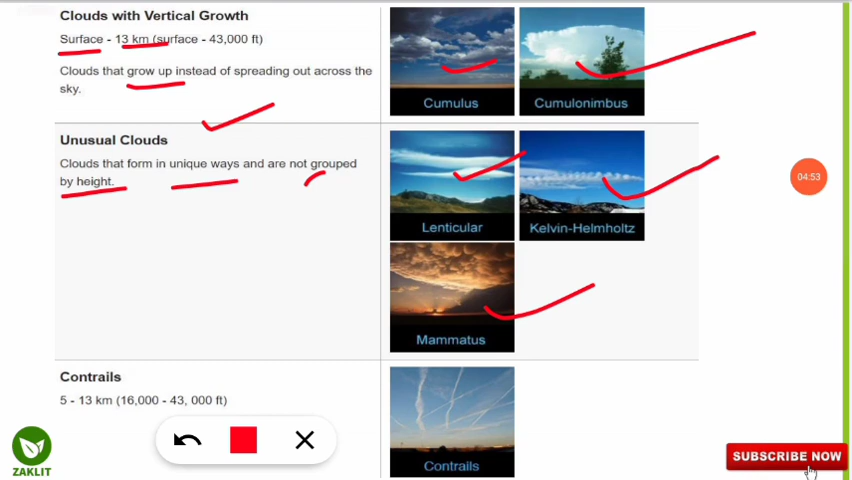 Clouds with Vertical Growth
Surface - 13 km (surface - 43,000 ft)
Clouds that grow up instead of spreading out across the
sky.
Cumulus
Cumulonimbus
Unusual Clouds
Clouds that form in unique ways and are not grouped
by height.
Lenticular
Kelvin-Helmholtz
Mammatus
04:53
Contrails
5 - 13 km (16,000 - 43, 000 ft)
Contrails
ZAKLIT
SUBSCRIBE NOW